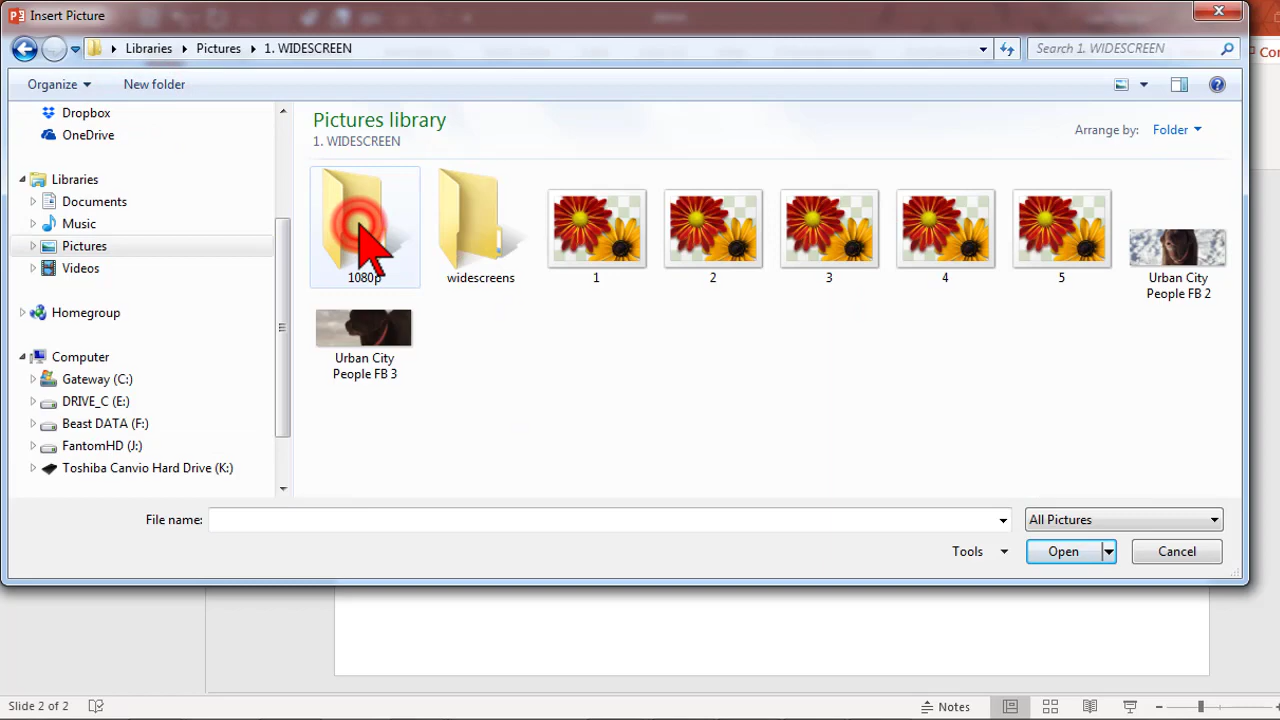 Insert Picture
Libraries Pictures 1. WIDESCREEN
Search 1. WIDESCREEN
Organize New folder
Dropbox
OneDrive
Libraries
Documents
Music
Pictures
Videos
Homegroup
Computer
Gateway (C:)
DRIVE_C (E:)
Beast DATA (F:)
FantomHD (J:)
Toshiba Canvio Hard Drive (K:)
Pictures library
1. WIDESCREEN
Arrange by: Folder
1080p
widescreens
1
2
3
4
5
Urban City
People FB 2
Urban City
People FB 3
File name:
All Pictures
Tools
Open
Cancel
Slide 2 of 2
Notes